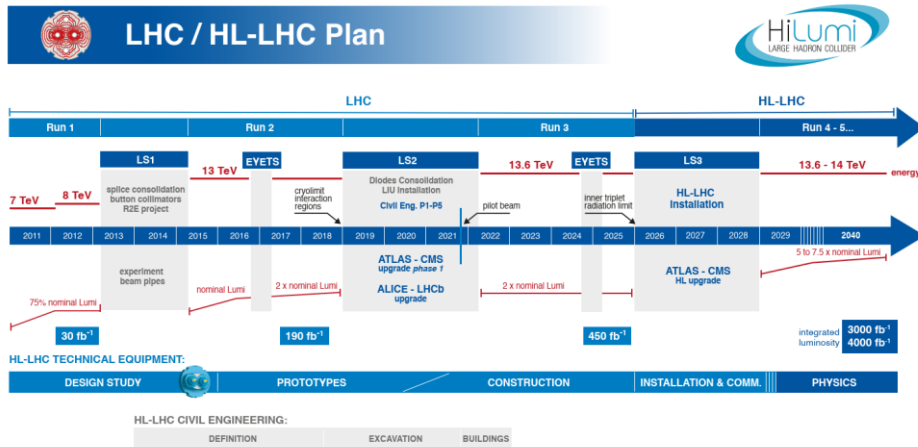 LHC / HL-LHC Plan
HiLumi
LARGE HADRON COLLIDER
LHC
HL-LHC
Run 1
Run 2
Run 3
Run 4 - 5...
LS1
EYETS
LS2
EYETS
LS3
13 TeV
13.6 TeV
13.6 - 14 TeV
energy
7 TeV
8 TeV
splice consolidation
button collimators
R2E project
cryolimit
interaction
regions
Diodes Consolidation
LIU Installation
Civil Eng. P1-P5
pilot beam
inner triplet
radiation limit
HL-LHC
installation
2011 2012 2013 2014 2015 2016 2017 2018 2019 2020 2021 2022 2023 2024 2025 2026 2027 2028 2029 2040
experiment
beam pipes
ATLAS - CMS
upgrade phase 1
ALICE - LHCb
upgrade
ATLAS - CMS
HL upgrade
5 to 7.5 x nominal Lumi
75% nominal Lumi
nominal Lumi
2 x nominal Lumi
2 x nominal Lumi
30 fb⁻¹
190 fb⁻¹
450 fb⁻¹
integrated
luminosity
3000 fb⁻¹
4000 fb⁻¹
HL-LHC TECHNICAL EQUIPMENT:
DESIGN STUDY
PROTOTYPES
CONSTRUCTION
INSTALLATION & COMM.
PHYSICS
HL-LHC CIVIL ENGINEERING:
DEFINITION
EXCAVATION
BUILDINGS